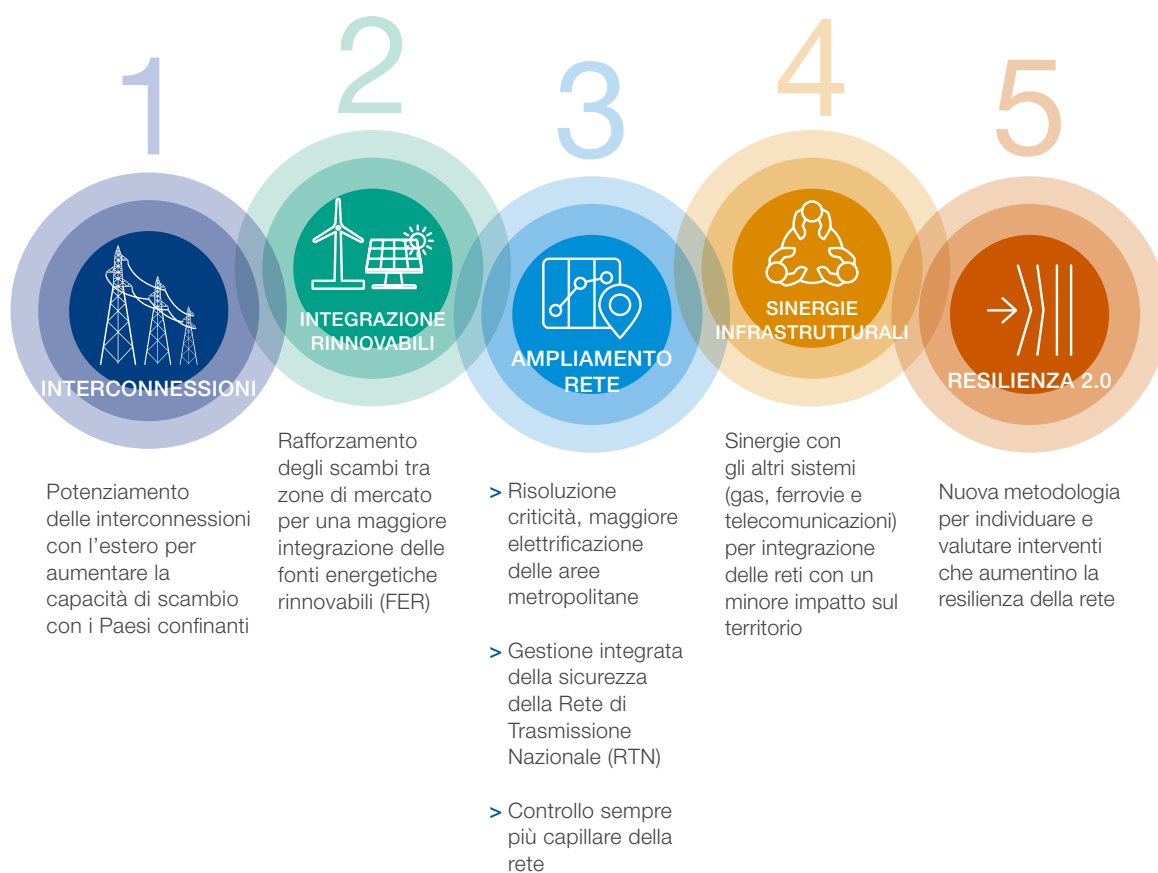 1
INTERCONNESSIONI
Potenziamento
delle interconnessioni
con l'estero per
aumentare la
capacità di scambio
con i Paesi confinanti
2
INTEGRAZIONE
RINNOVABILI
Rafforzamento
degli scambi tra
zone di mercato
per una maggiore
integrazione delle
fonti energetiche
rinnovabili (FER)
3
AMPLIAMENTO
RETE
> Risoluzione
criticità, maggiore
elettrificazione
delle aree
metropolitane
> Gestione integrata
della sicurezza
della Rete di
Trasmissione
Nazionale (RTN)
> Controllo sempre
più capillare della
rete
4
SINERGIE
INFRASTRUTTURALI
Sinergie con
gli altri sistemi
(gas, ferrovie e
telecomunicazioni)
per integrazione
delle reti con un
minore impatto sul
territorio
5
RESILIENZA 2.0
Nuova metodologia
per individuare e
valutare interventi
che aumentino la
resilienza della rete